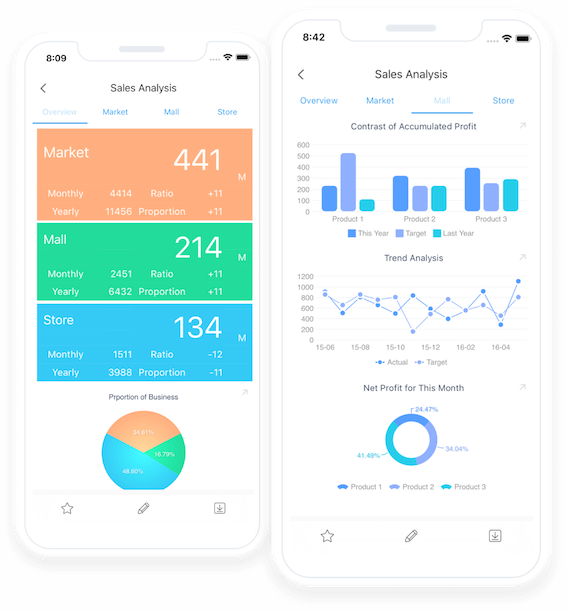 8:09
Sales Analysis
Overview Market Mall Store
Market 441 M
Monthly 4414 Ratio +11
Yearly 11456 Proportion +11
Mall 214 M
Monthly 2451 Ratio +11
Yearly 6432 Proportion +11
Store 134 M
Monthly 1511 Ratio -12
Yearly 3988 Proportion -11
Prportion of Business
34.61%
16.79%
48.60%
8:42
Sales Analysis
Overview Market Mall Store
Contrast of Accumulated Profit
600
500
400
300
200
100
0
Product 1 Product 2 Product 3
This Year Target Last Year
Trend Analysis
1200
1000
800
600
400
200
0
15-06 15-08 15-10 15-12 16-02 16-04
Actual Target
Net Profit for This Month
24.47%
34.04%
41.49%
Product 1 Product 2 Product 3